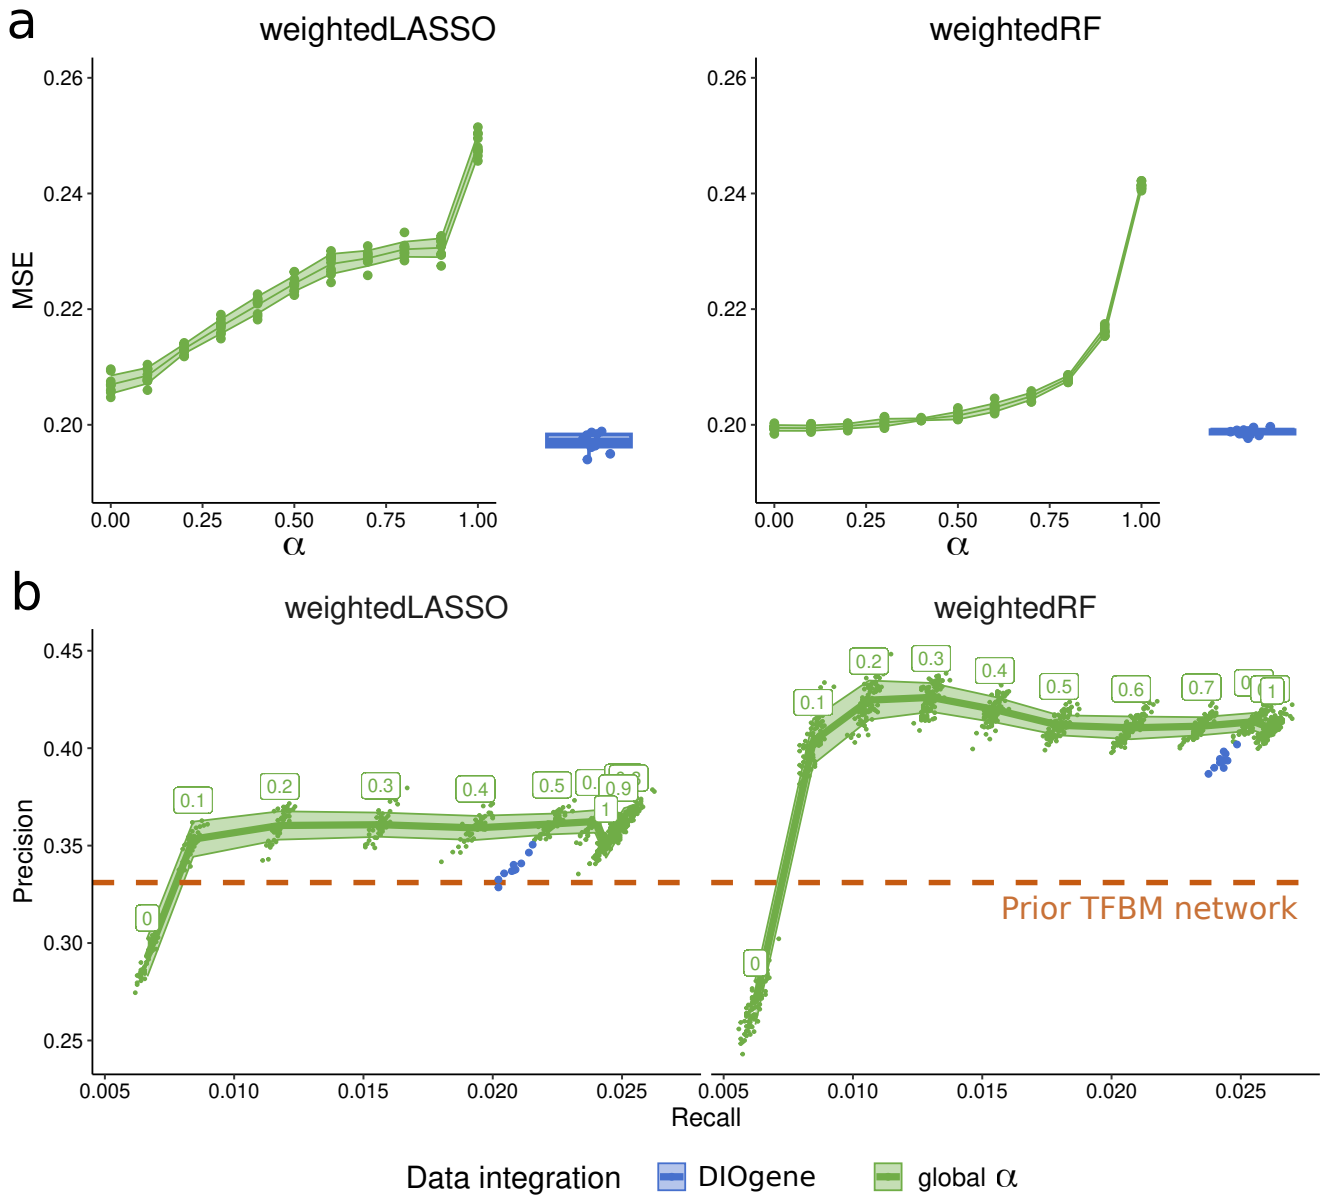 a
weightedLASSO
weightedRF
MSE
0.26
0.24
0.22
0.20
0.26
0.24
0.22
0.20
0.00 0.25 0.50 0.75 1.00
0.00 0.25 0.50 0.75 1.00
α
α
b
weightedLASSO
weightedRF
Precision
0.45
0.40
0.35
0.30
0.25
0
0.1
0.2
0.3
0.4
0.5
0.9
1
0
0.1
0.2
0.3
0.4
0.5
0.6
0.7
1
Prior TFBM network
0.005 0.010 0.015 0.020 0.025
0.005 0.010 0.015 0.020 0.025
Recall
Data integration DIOgene global α